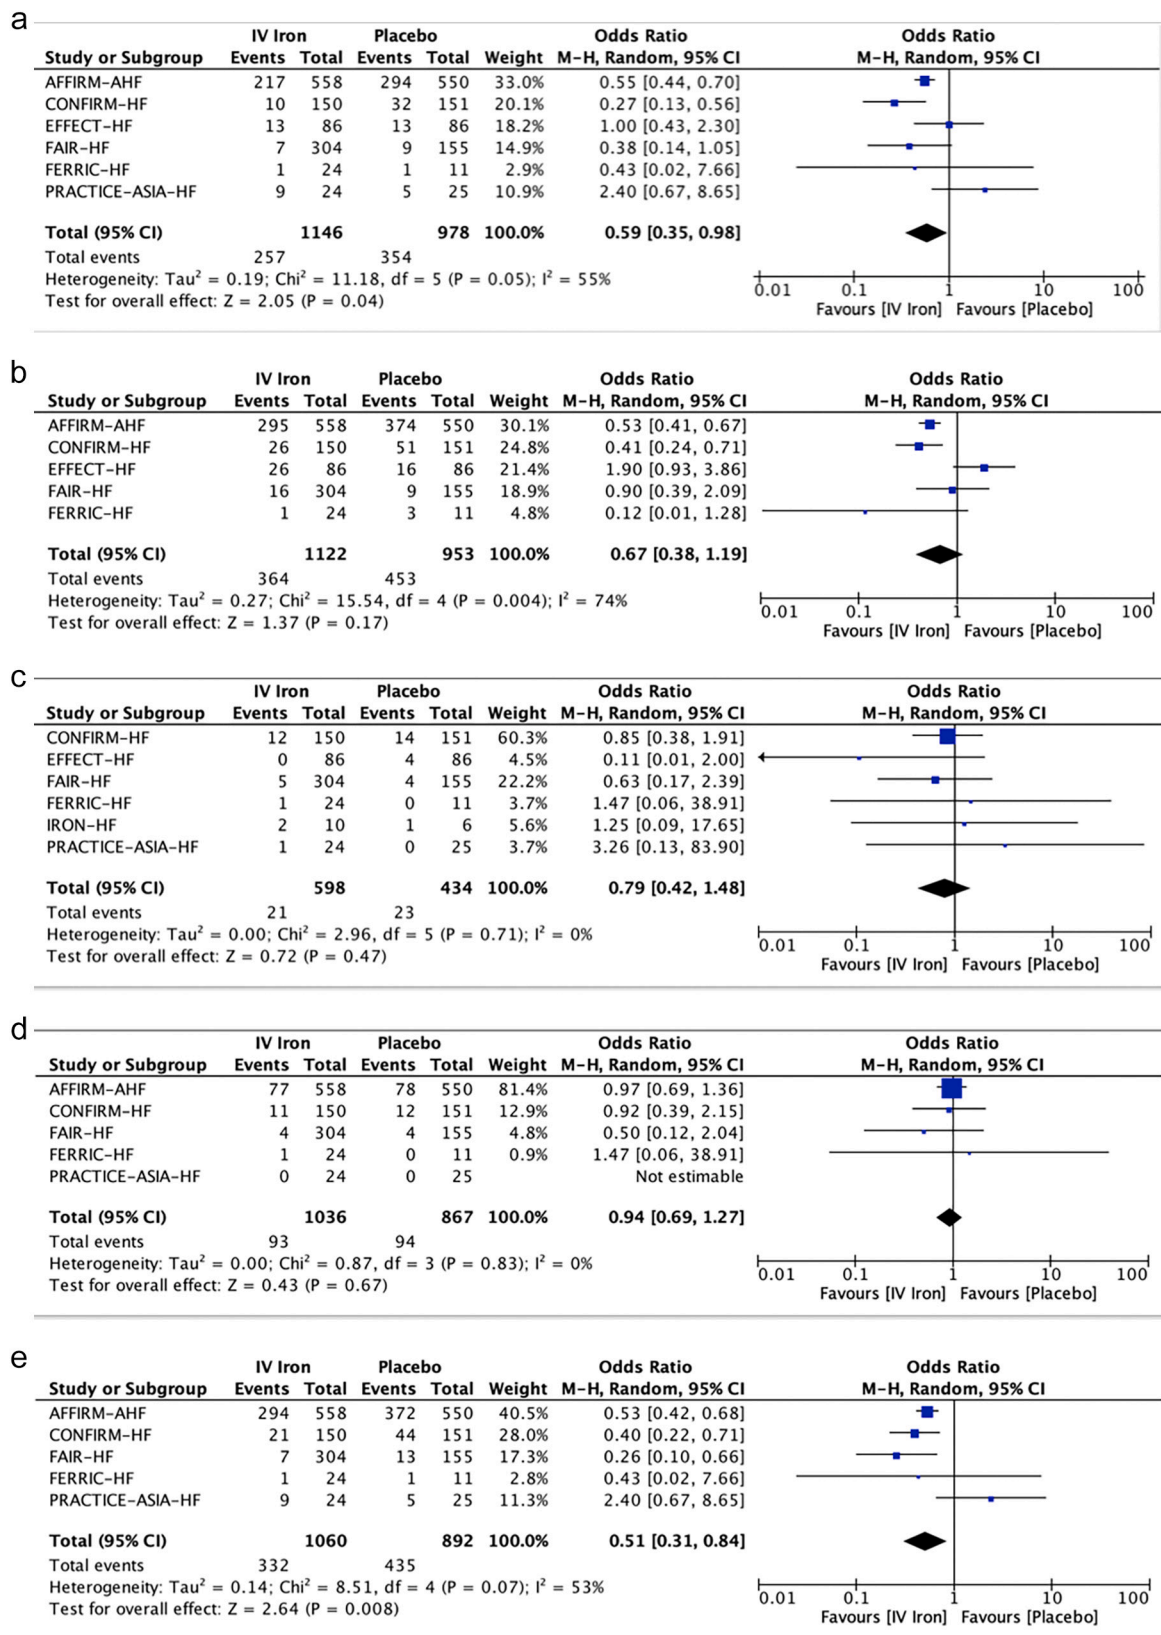 a
IV Iron Placebo Odds Ratio Odds Ratio
Study or Subgroup Events Total Events Total Weight M-H, Random, 95% CI M-H, Random, 95% CI
AFFIRM-AHF 217 558 294 550 33.0% 0.55 [0.44, 0.70]
CONFIRM-HF 10 150 32 151 20.1% 0.27 [0.13, 0.56]
EFFECT-HF 13 86 13 86 18.2% 1.00 [0.43, 2.30]
FAIR-HF 7 304 9 155 14.9% 0.38 [0.14, 1.05]
FERRIC-HF 1 24 1 11 2.9% 0.43 [0.02, 7.66]
PRACTICE-ASIA-HF 9 24 5 25 10.9% 2.40 [0.67, 8.65]
Total (95% CI) 1146 978 100.0% 0.59 [0.35, 0.98]
Total events 257 354
Heterogeneity: Tau² = 0.19; Chi² = 11.18, df = 5 (P = 0.05); I² = 55%
Test for overall effect: Z = 2.05 (P = 0.04)
0.01 0.1 1 10 100
Favours [IV Iron] Favours [Placebo]
b
IV Iron Placebo Odds Ratio Odds Ratio
Study or Subgroup Events Total Events Total Weight M-H, Random, 95% CI M-H, Random, 95% CI
AFFIRM-AHF 295 558 374 550 30.1% 0.53 [0.41, 0.67]
CONFIRM-HF 26 150 51 151 24.8% 0.41 [0.24, 0.71]
EFFECT-HF 26 86 16 86 21.4% 1.90 [0.93, 3.86]
FAIR-HF 16 304 9 155 18.9% 0.90 [0.39, 2.09]
FERRIC-HF 1 24 3 11 4.8% 0.12 [0.01, 1.28]
Total (95% CI) 1122 953 100.0% 0.67 [0.38, 1.19]
Total events 364 453
Heterogeneity: Tau² = 0.27; Chi² = 15.54, df = 4 (P = 0.004); I² = 74%
Test for overall effect: Z = 1.37 (P = 0.17)
0.01 0.1 1 10 100
Favours [IV Iron] Favours [Placebo]
c
IV Iron Placebo Odds Ratio Odds Ratio
Study or Subgroup Events Total Events Total Weight M-H, Random, 95% CI M-H, Random, 95% CI
CONFIRM-HF 12 150 14 151 60.3% 0.85 [0.38, 1.91]
EFFECT-HF 0 86 4 86 4.5% 0.11 [0.01, 2.00]
FAIR-HF 5 304 4 155 22.2% 0.63 [0.17, 2.39]
FERRIC-HF 1 24 0 11 3.7% 1.47 [0.06, 38.91]
IRON-HF 2 10 1 6 5.6% 1.25 [0.09, 17.65]
PRACTICE-ASIA-HF 1 24 0 25 3.7% 3.26 [0.13, 83.90]
Total (95% CI) 598 434 100.0% 0.79 [0.42, 1.48]
Total events 21 23
Heterogeneity: Tau² = 0.00; Chi² = 2.96, df = 5 (P = 0.71); I² = 0%
Test for overall effect: Z = 0.72 (P = 0.47)
0.01 0.1 1 10 100
Favours [IV Iron] Favours [Placebo]
d
IV Iron Placebo Odds Ratio Odds Ratio
Study or Subgroup Events Total Events Total Weight M-H, Random, 95% CI M-H, Random, 95% CI
AFFIRM-AHF 77 558 78 550 81.4% 0.97 [0.69, 1.36]
CONFIRM-HF 11 150 12 151 12.9% 0.92 [0.39, 2.15]
FAIR-HF 4 304 4 155 4.8% 0.50 [0.12, 2.04]
FERRIC-HF 1 24 0 11 0.9% 1.47 [0.06, 38.91]
PRACTICE-ASIA-HF 0 24 0 25 Not estimable
Total (95% CI) 1036 867 100.0% 0.94 [0.69, 1.27]
Total events 93 94
Heterogeneity: Tau² = 0.00; Chi² = 0.87, df = 3 (P = 0.83); I² = 0%
Test for overall effect: Z = 0.43 (P = 0.67)
0.01 0.1 1 10 100
Favours [IV Iron] Favours [Placebo]
e
IV Iron Placebo Odds Ratio Odds Ratio
Study or Subgroup Events Total Events Total Weight M-H, Random, 95% CI M-H, Random, 95% CI
AFFIRM-AHF 294 558 372 550 40.5% 0.53 [0.42, 0.68]
CONFIRM-HF 21 150 44 151 28.0% 0.40 [0.22, 0.71]
FAIR-HF 7 304 13 155 17.3% 0.26 [0.10, 0.66]
FERRIC-HF 1 24 1 11 2.8% 0.43 [0.02, 7.66]
PRACTICE-ASIA-HF 9 24 5 25 11.3% 2.40 [0.67, 8.65]
Total (95% CI) 1060 892 100.0% 0.51 [0.31, 0.84]
Total events 332 435
Heterogeneity: Tau² = 0.14; Chi² = 8.51, df = 4 (P = 0.07); I² = 53%
Test for overall effect: Z = 2.64 (P = 0.008)
0.01 0.1 1 10 100
Favours [IV Iron] Favours [Placebo]